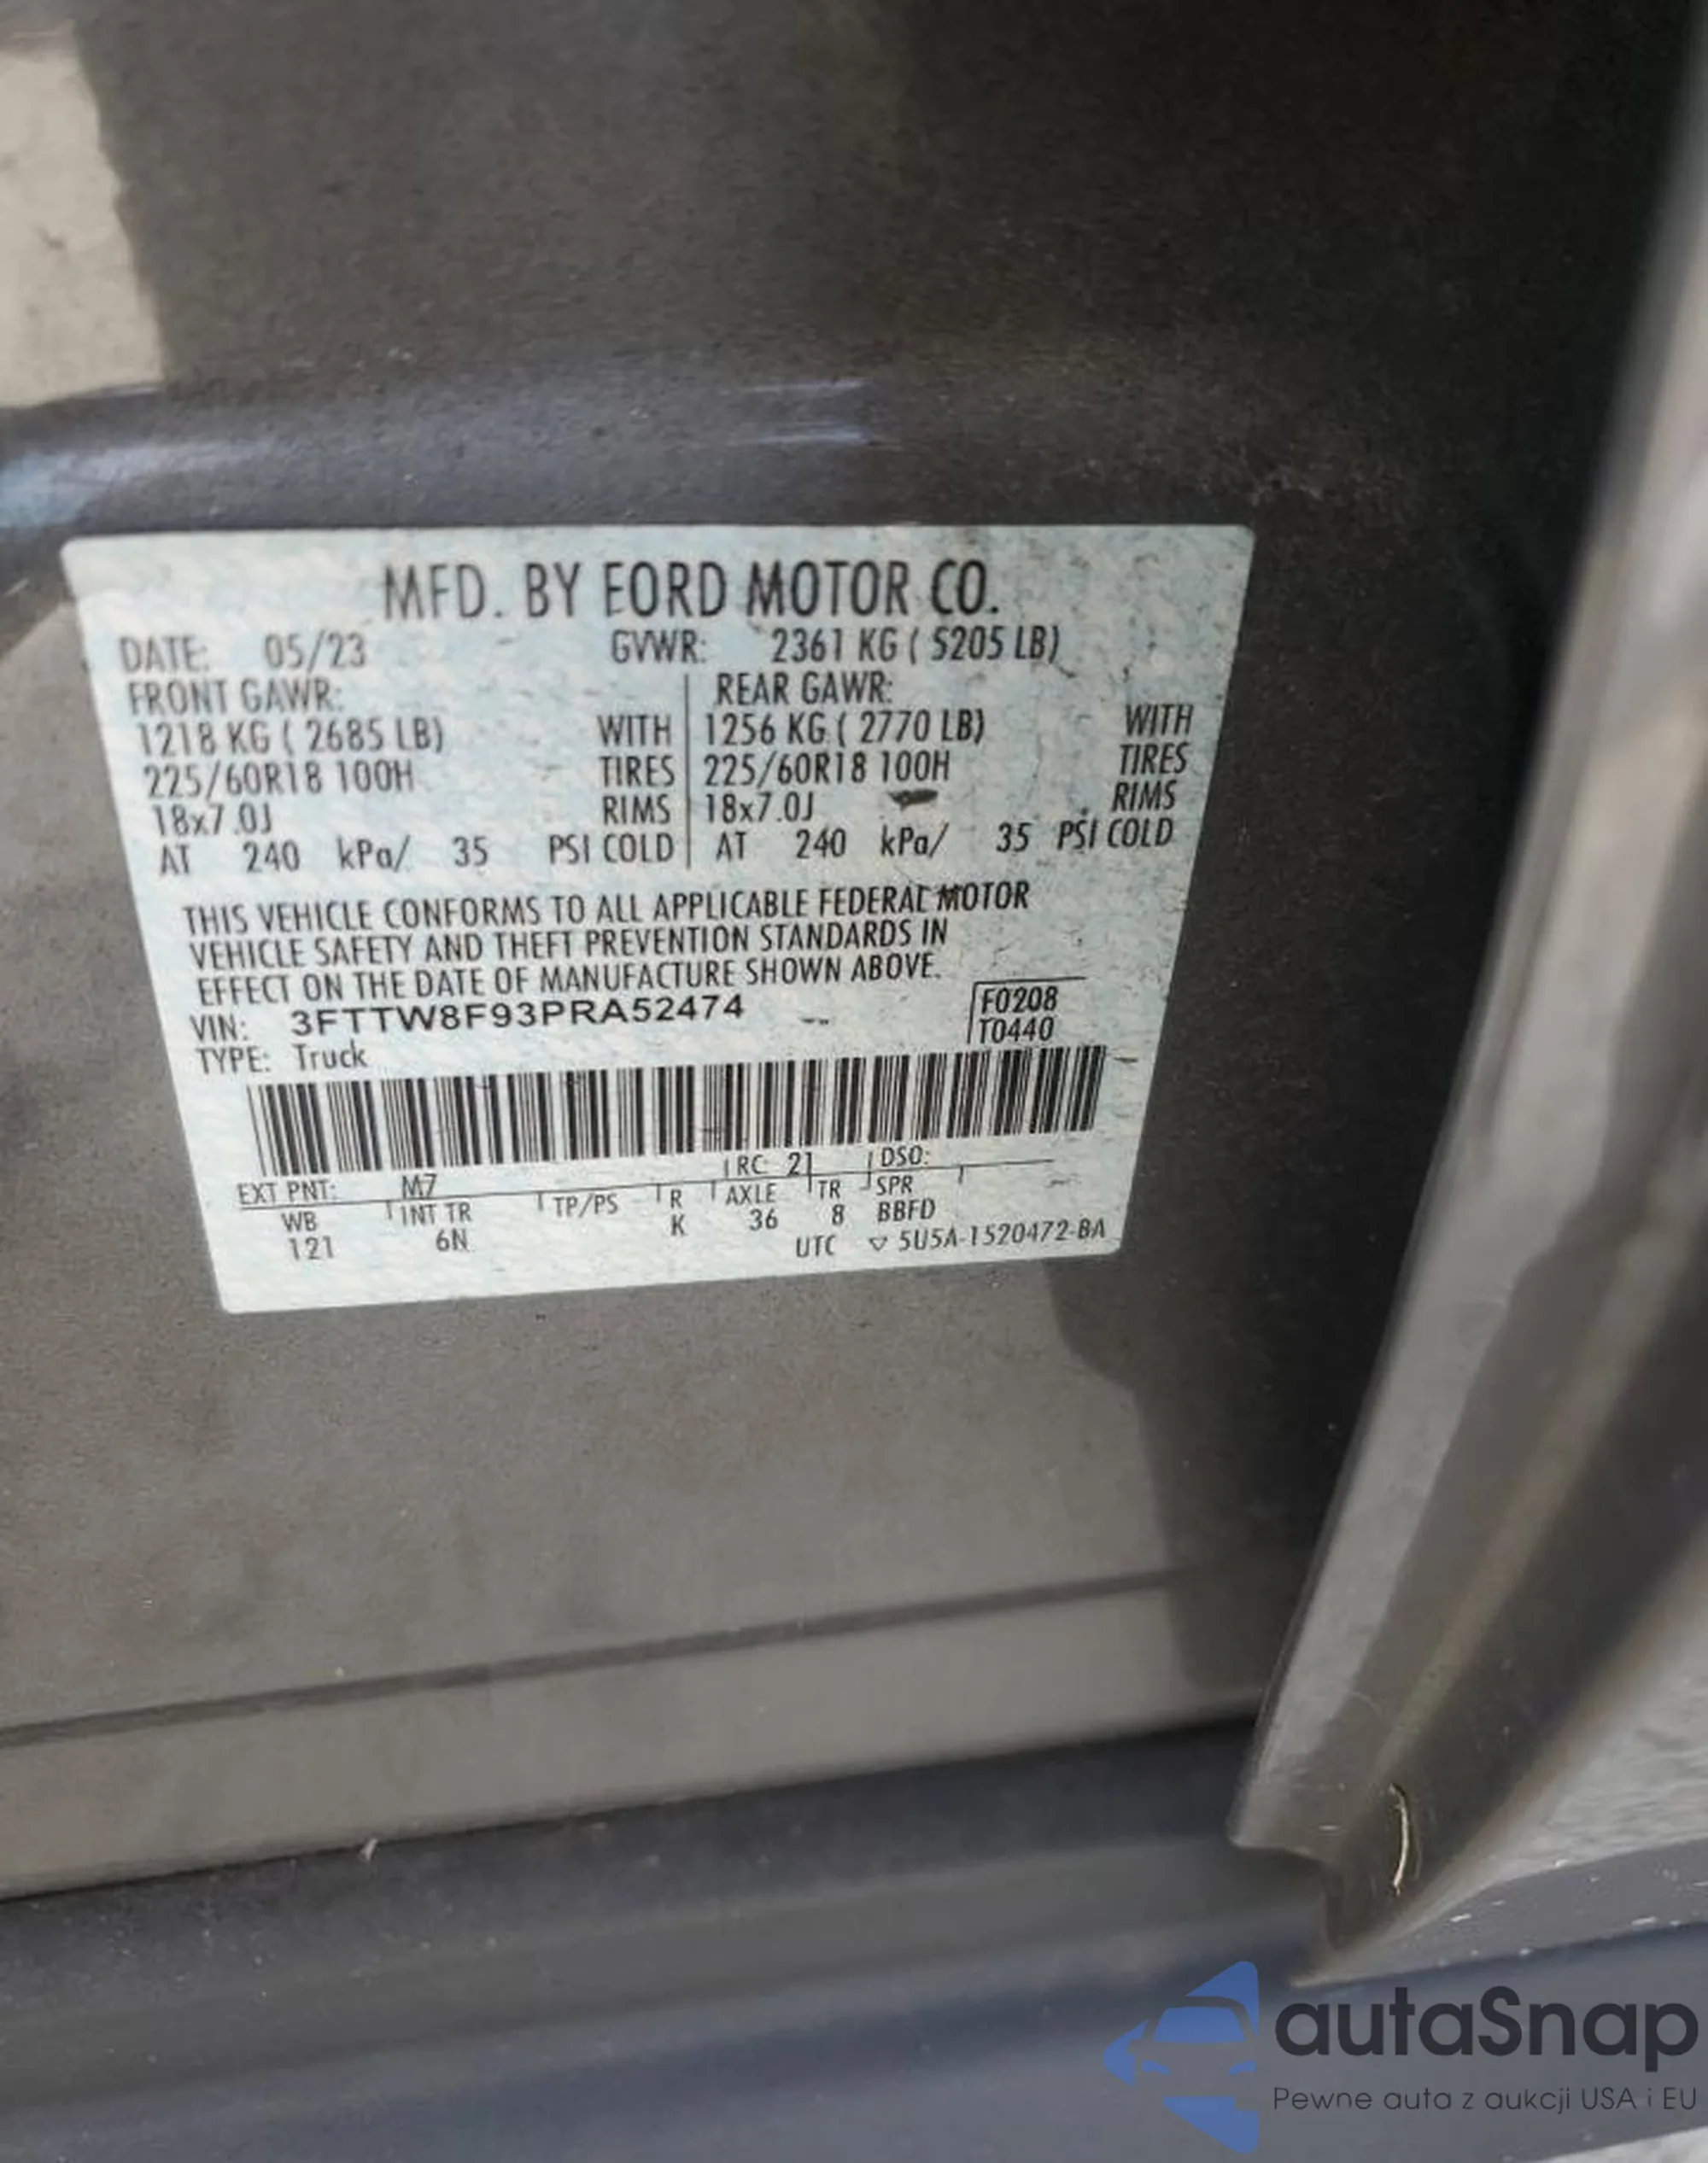 MFD. BY FORD MOTOR CO.
DATE: 05/23 GVWR: 2361 KG ( 5205 LB)
FRONT GAWR: REAR GAWR:
1218 KG ( 2685 LB) WITH 1256 KG ( 2770 LB) WITH
225/60R18 100H TIRES 225/60R18 100H TIRES
18x7.0J RIMS 18x7.0J RIMS
AT 240 kPa/ 35 PSI COLD AT 240 kPa/ 35 PSI COLD
THIS VEHICLE CONFORMS TO ALL APPLICABLE FEDERAL MOTOR
VEHICLE SAFETY AND THEFT PREVENTION STANDARDS IN
EFFECT ON THE DATE OF MANUFACTURE SHOWN ABOVE.
VIN: 3FTTW8F93PRA52474 F0208
TYPE: Truck T0440
EXT PNT: M7 RC: 21 DSO:
WB INT TR TP/PS R AXLE TR SPR
121 6N K 36 8 BBFD
UTC ▽ 5U5A-1520472-BA
autaSnap
Pewne auta z aukcji USA i EU